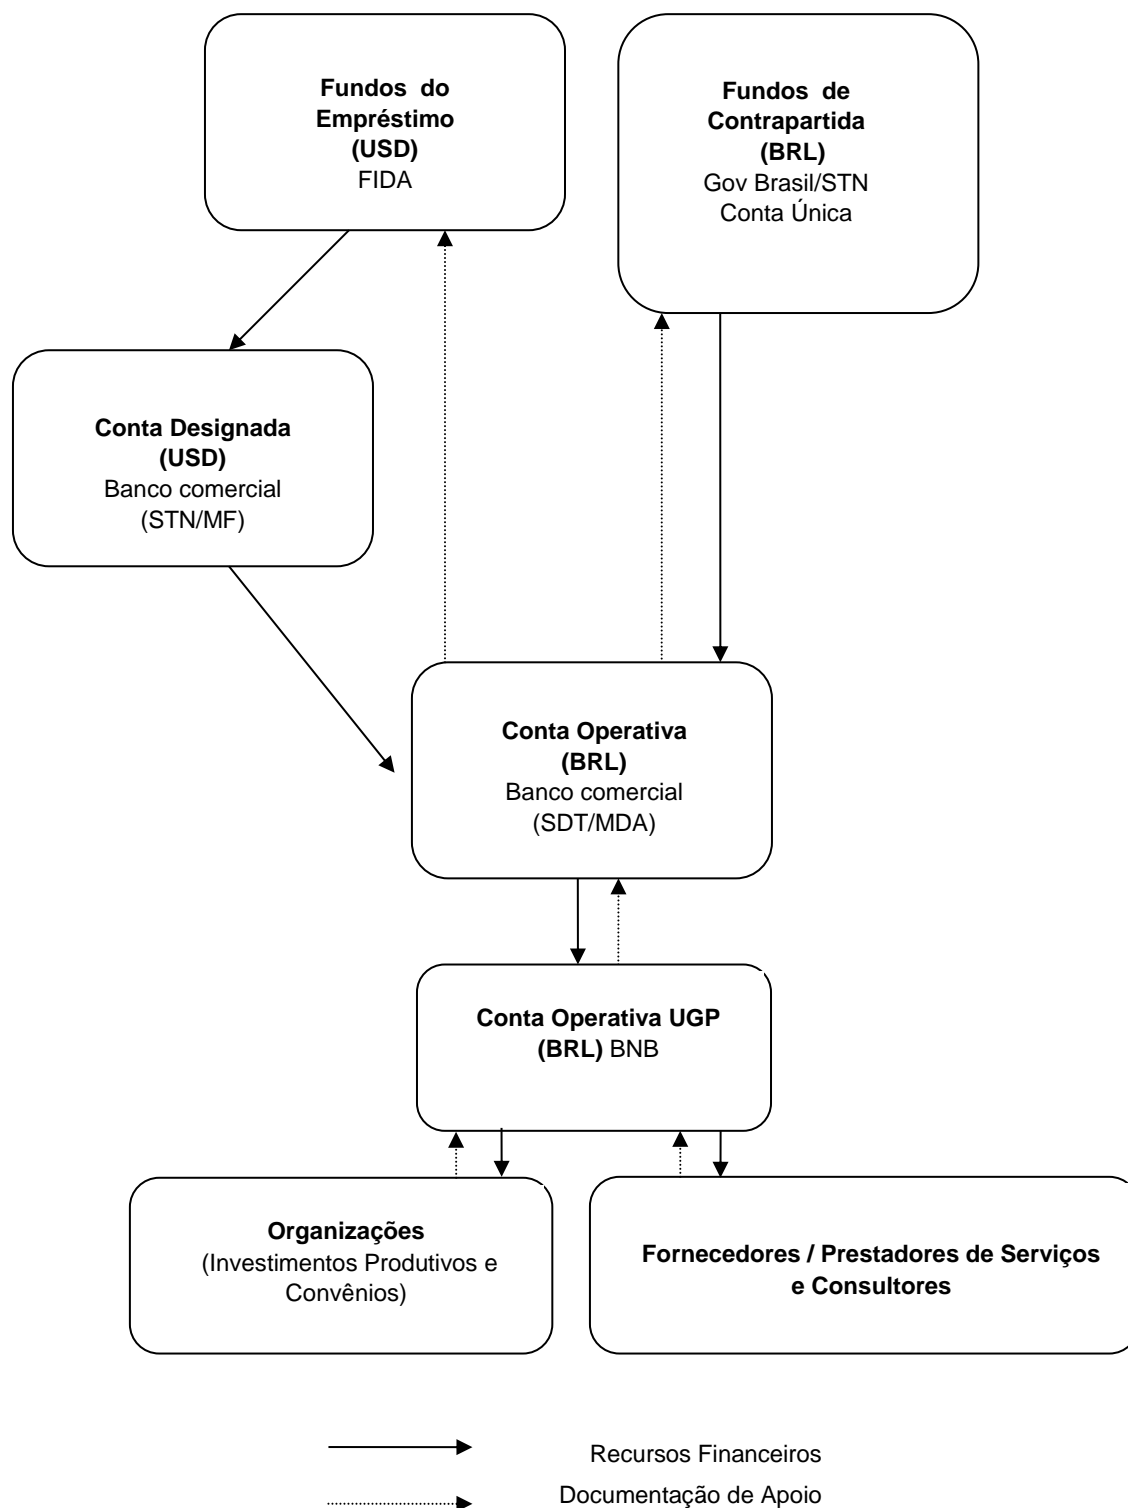 Fundos do
Empréstimo
(USD)
FIDA
Fundos de
Contrapartida
(BRL)
Gov Brasil/STN
Conta Única
Conta Designada
(USD)
Banco comercial
(STN/MF)
Conta Operativa
(BRL)
Banco comercial
(SDT/MDA)
Conta Operativa UGP
(BRL) BNB
Organizações
(Investimentos Produtivos e
Convênios)
Fornecedores / Prestadores de Serviços
e Consultores
Recursos Financeiros
Documentação de Apoio